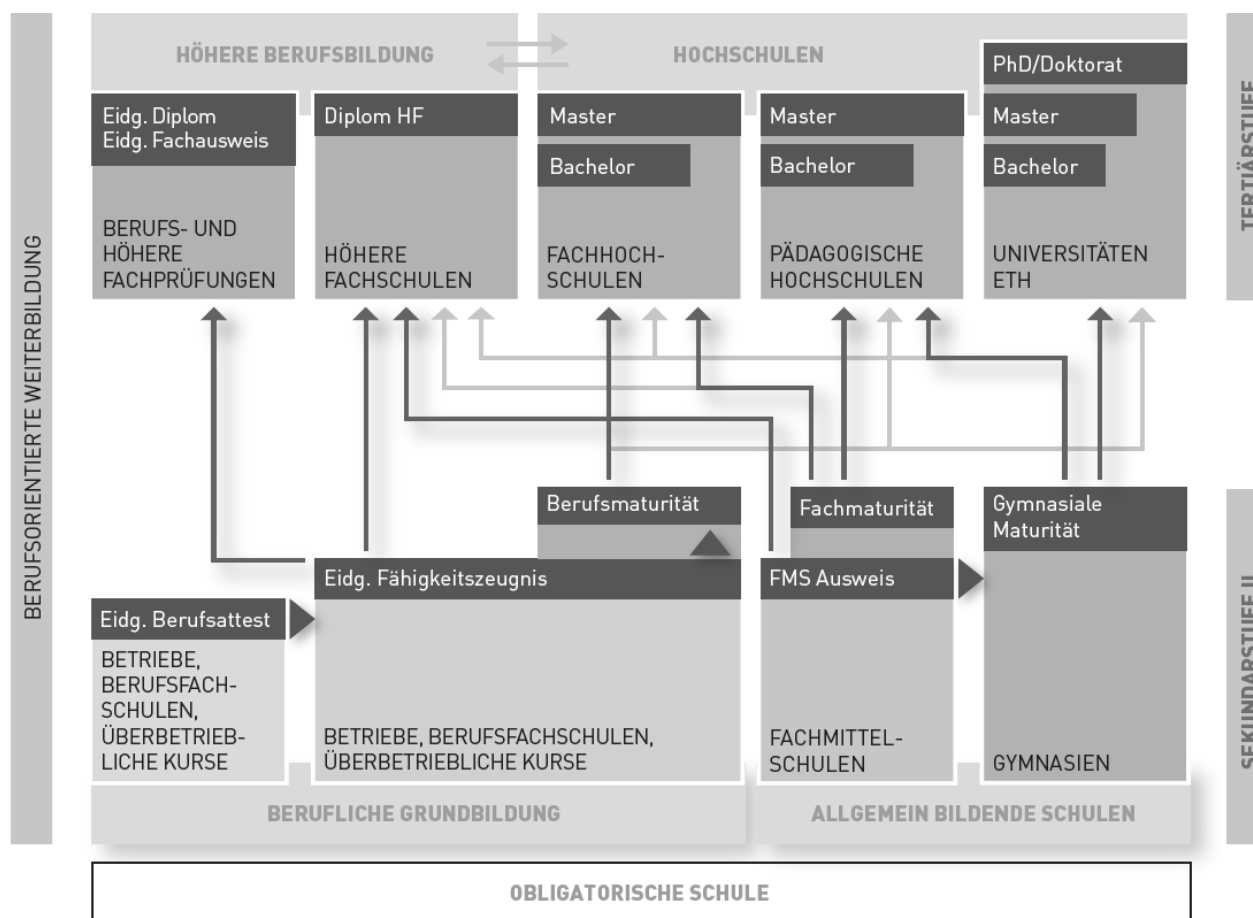 BERUFSORIENTIERTE WEITERBILDUNG
HÖHERE BERUFSBILDUNG
HOCHSCHULEN
TERTIÄRSTUFE
Eidg. Diplom
Eidg. Fachausweis
BERUFS- UND
HÖHERE
FACHPRÜFUNGEN
Diplom HF
HÖHERE
FACHSCHULEN
Master
Bachelor
FACHHOCH-
SCHULEN
Master
Bachelor
PÄDAGOGISCHE
HOCHSCHULEN
PhD/Doktorat
Master
Bachelor
UNIVERSITÄTEN
ETH
SEKUNDARSTUFE II
Eidg. Berufsattest
BETRIEBE,
BERUFSFACH-
SCHULEN,
ÜBERBETRIEB-
LICHE KURSE
Berufsmaturität
Eidg. Fähigkeitszeugnis
BETRIEBE, BERUFSFACHSCHULEN,
ÜBERBETRIEBLICHE KURSE
Fachmaturität
FMS Ausweis
FACHMITTEL-
SCHULEN
Gymnasiale
Maturität
GYMNASIEN
BERUFLICHE GRUNDBILDUNG
ALLGEMEIN BILDENDE SCHULEN
OBLIGATORISCHE SCHULE